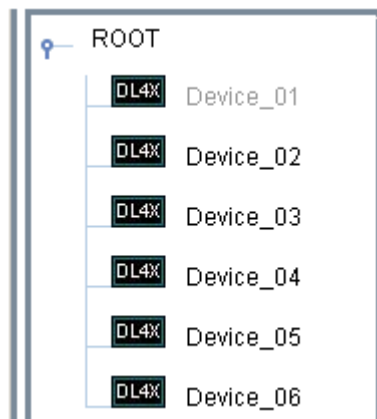 ROOT
DL4X Device_01
DL4X Device_02
DL4X Device_03
DL4X Device_04
DL4X Device_05
DL4X Device_06